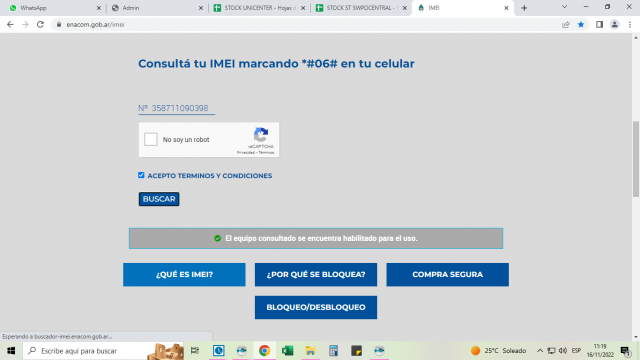 WhatsApp
Admin
STOCK UNICENTER - Hojas d
STOCK ST SWPOCENTRAL -
IMEI
enacom.gob.ar/imei
Consultá tu IMEI marcando *#06# en tu celular
Nº 358711090398
No soy un robot
reCAPTCHA
Privacidad - Términos
ACEPTO TERMINOS Y CONDICIONES
BUSCAR
El equipo consultado se encuentra habilitado para el uso.
¿QUÉ ES IMEI?
¿POR QUÉ SE BLOQUEA?
COMPRA SEGURA
BLOQUEO/DESBLOQUEO
Esperando a buscador-imei.enacom.gob.ar...
Escribe aquí para buscar
25°C Soleado
ESP
11:19
16/11/2022